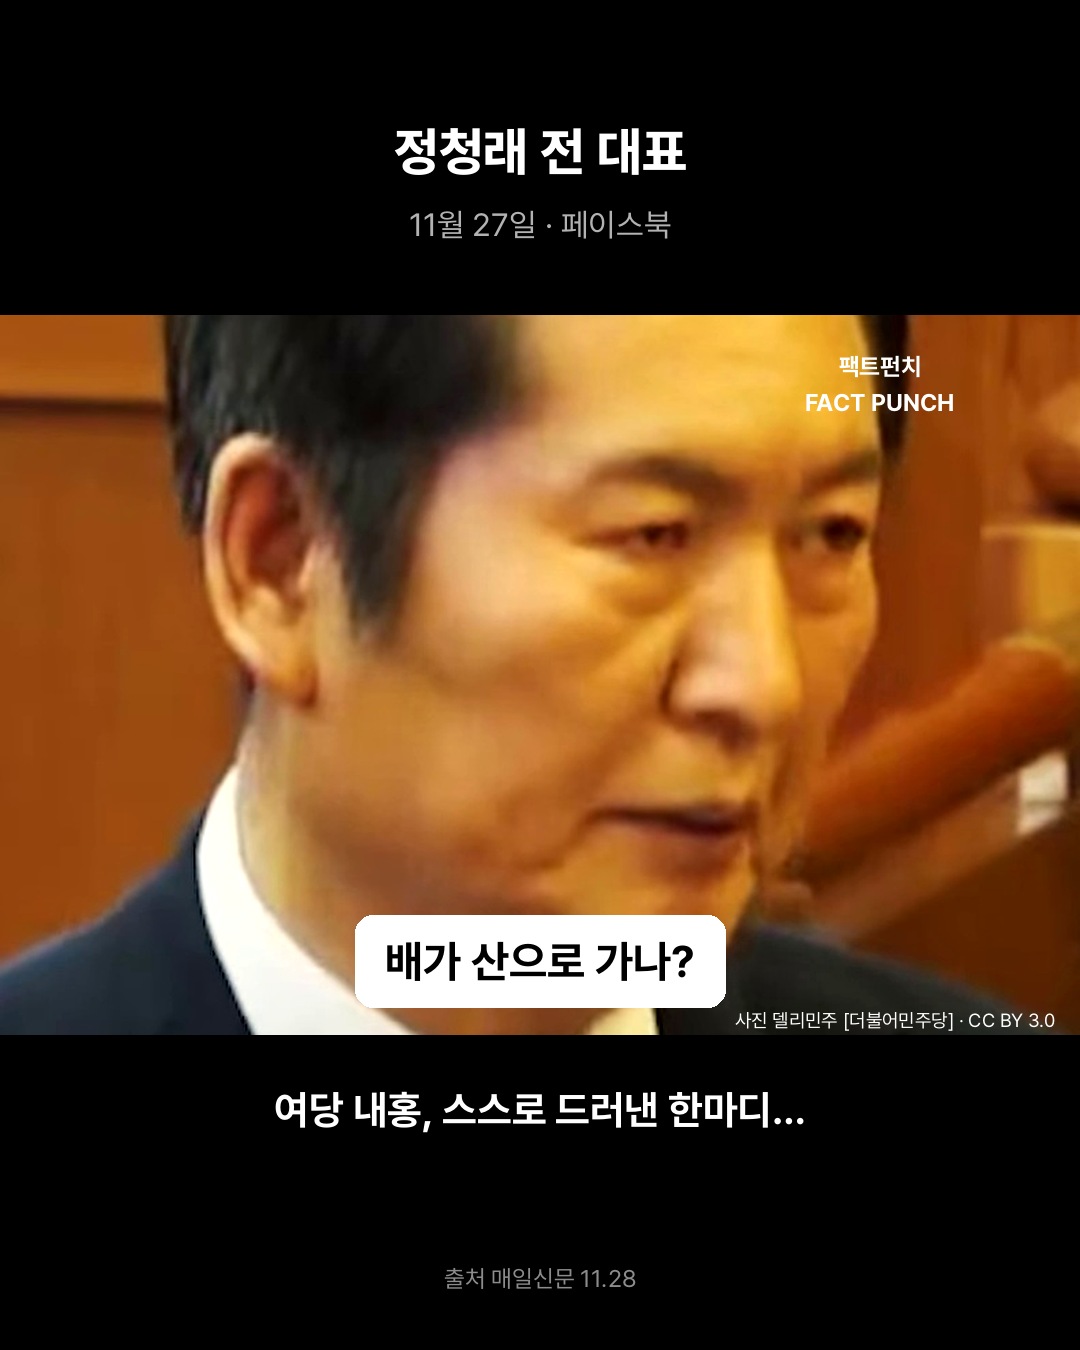 정청래 전 대표
11월 27일 · 페이스북
팩트펀치
FACT PUNCH
배가 산으로 가나?
사진 델리민주 [더불어민주당] · CC BY 3.0
여당 내홍, 스스로 드러낸 한마디...
출처 매일신문 11.28